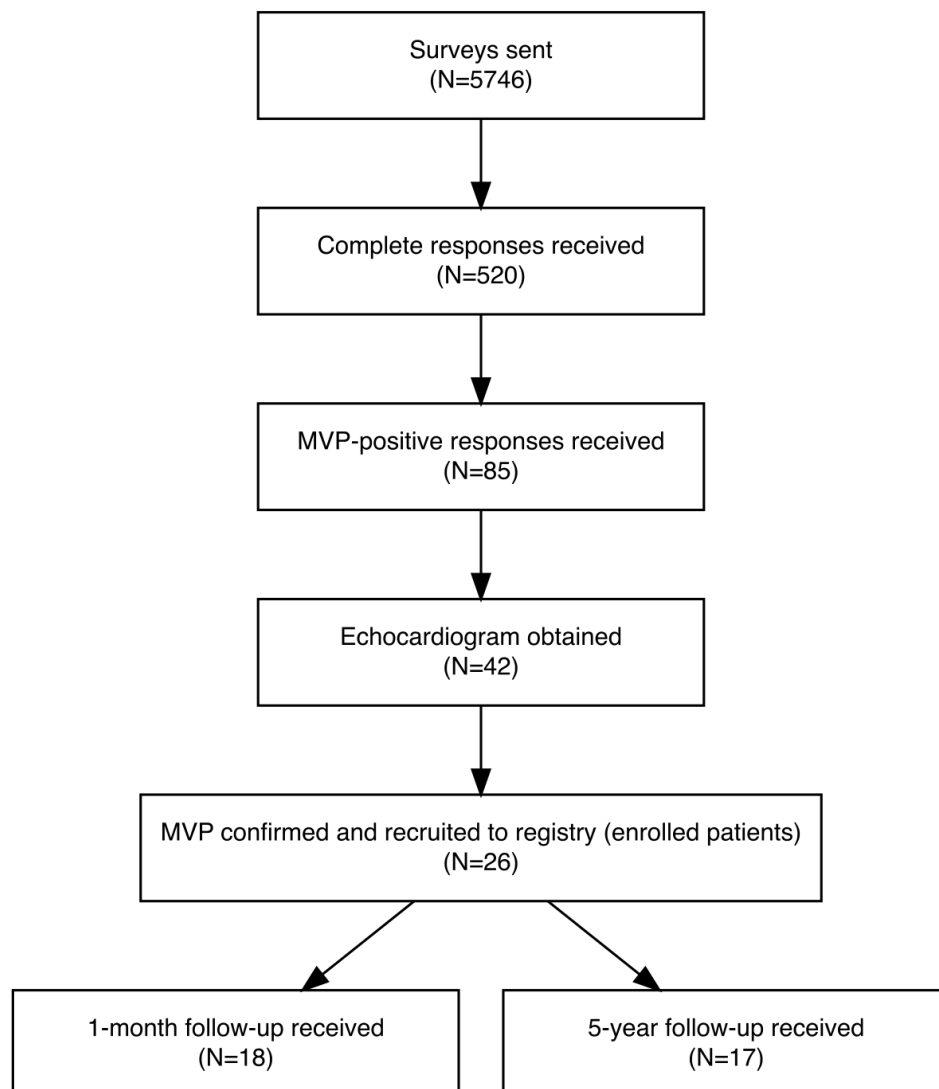 Surveys sent
(N=5746)
Complete responses received
(N=520)
MVP-positive responses received
(N=85)
Echocardiogram obtained
(N=42)
MVP confirmed and recruited to registry (enrolled patients)
(N=26)
1-month follow-up received
(N=18)
5-year follow-up received
(N=17)